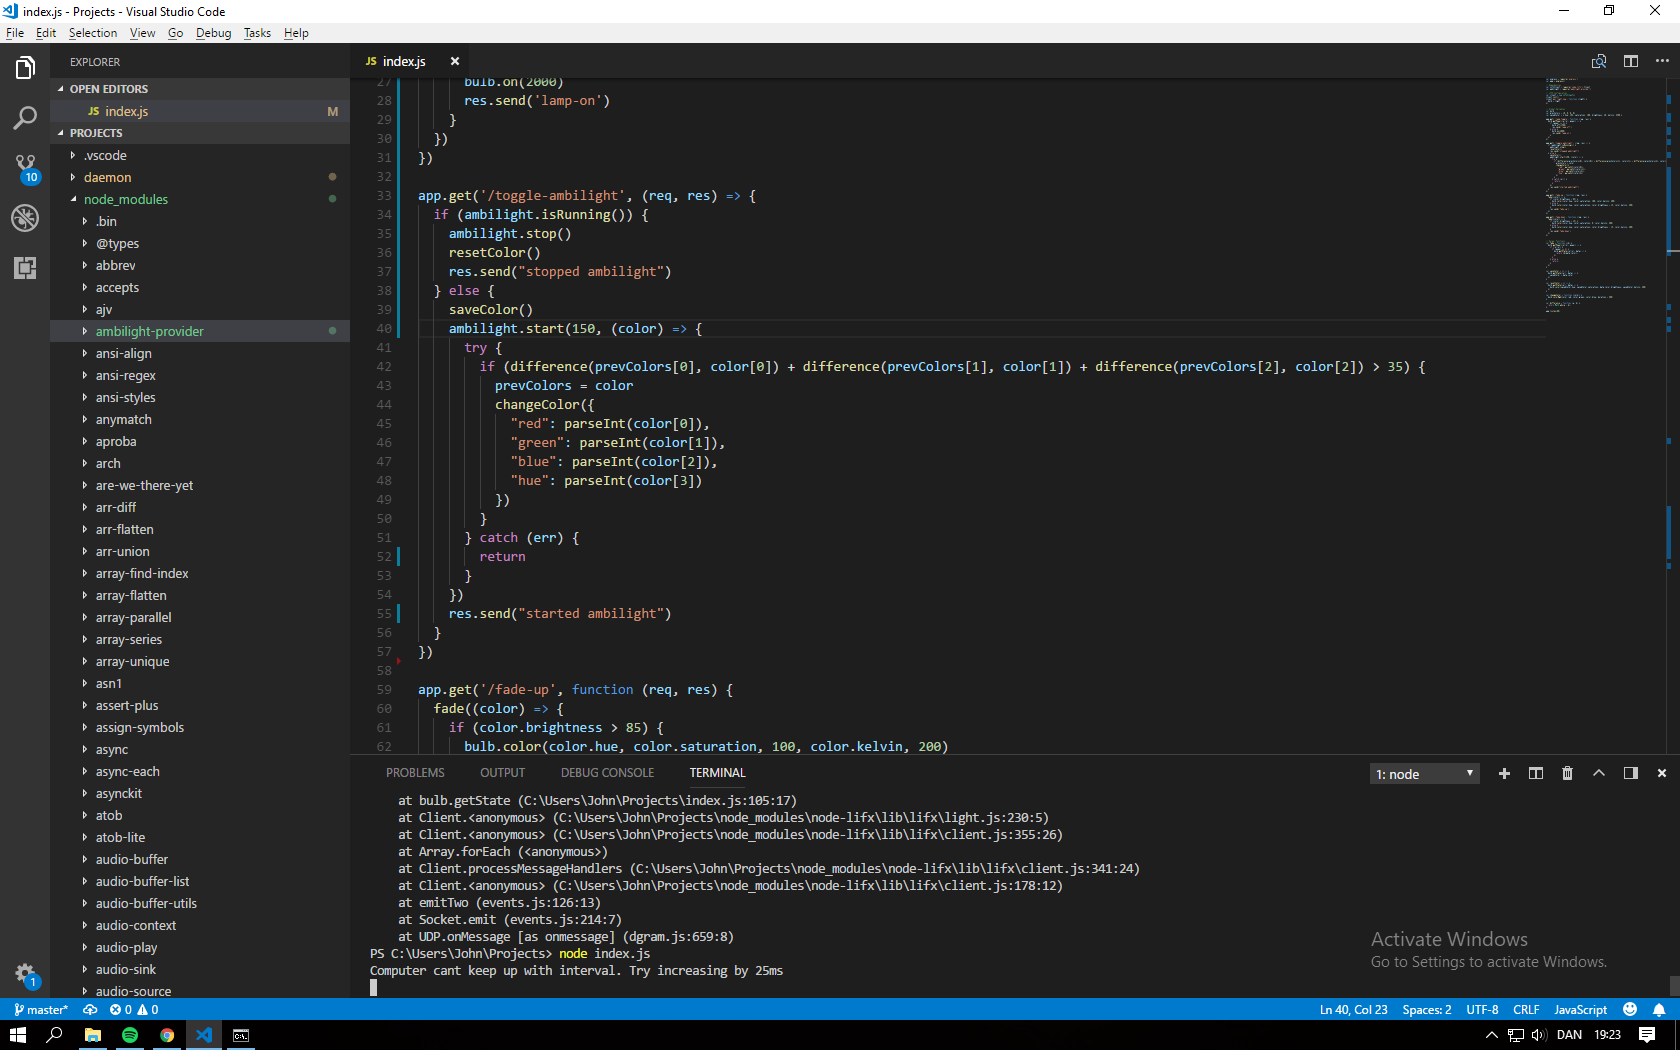 index.js - Projects - Visual Studio Code
File Edit Selection View Go Debug Tasks Help
EXPLORER
OPEN EDITORS
JS index.js M
PROJECTS
.vscode
daemon
node_modules
.bin
@types
abbrev
accepts
ajv
ambilight-provider
ansi-align
ansi-regex
ansi-styles
anymatch
aproba
arch
are-we-there-yet
arr-diff
arr-flatten
arr-union
array-find-index
array-flatten
array-parallel
array-series
array-unique
asn1
assert-plus
assign-symbols
async
async-each
asynckit
atob
atob-lite
audio-buffer
audio-buffer-list
audio-buffer-utils
audio-context
audio-play
audio-sink
audio-source
10
1
JS index.js
27 bulb.on(2000)
28 res.send('lamp-on')
29 }
30 })
31 })
32
33 app.get('/toggle-ambilight', (req, res) => {
34 if (ambilight.isRunning()) {
35 ambilight.stop()
36 resetColor()
37 res.send("stopped ambilight")
38 } else {
39 saveColor()
40 ambilight.start(150, (color) => {
41 try {
42 if (difference(prevColors[0], color[0]) + difference(prevColors[1], color[1]) + difference(prevColors[2], color[2]) > 35) {
43 prevColors = color
44 changeColor({
45 "red": parseInt(color[0]),
46 "green": parseInt(color[1]),
47 "blue": parseInt(color[2]),
48 "hue": parseInt(color[3])
49 })
50 }
51 } catch (err) {
52 return
53 }
54 })
55 res.send("started ambilight")
56 }
57 })
58
59 app.get('/fade-up', function (req, res) {
60 fade((color) => {
61 if (color.brightness > 85) {
62 bulb.color(color.hue, color.saturation, 100, color.kelvin, 200)
PROBLEMS OUTPUT DEBUG CONSOLE TERMINAL 1: node
at bulb.getState (C:\Users\John\Projects\index.js:105:17)
at Client.<anonymous> (C:\Users\John\Projects\node_modules\node-lifx\lib\lifx\light.js:230:5)
at Client.<anonymous> (C:\Users\John\Projects\node_modules\node-lifx\lib\lifx\client.js:355:26)
at Array.forEach (<anonymous>)
at Client.processMessageHandlers (C:\Users\John\Projects\node_modules\node-lifx\lib\lifx\client.js:341:24)
at Client.<anonymous> (C:\Users\John\Projects\node_modules\node-lifx\lib\lifx\client.js:178:12)
at emitTwo (events.js:126:13)
at Socket.emit (events.js:214:7)
at UDP.onMessage [as onmessage] (dgram.js:659:8)
PS C:\Users\John\Projects> node index.js
Computer cant keep up with interval. Try increasing by 25ms
Activate Windows
Go to Settings to activate Windows.
master* 0 0 Ln 40, Col 23 Spaces: 2 UTF-8 CRLF JavaScript
DAN 19:23